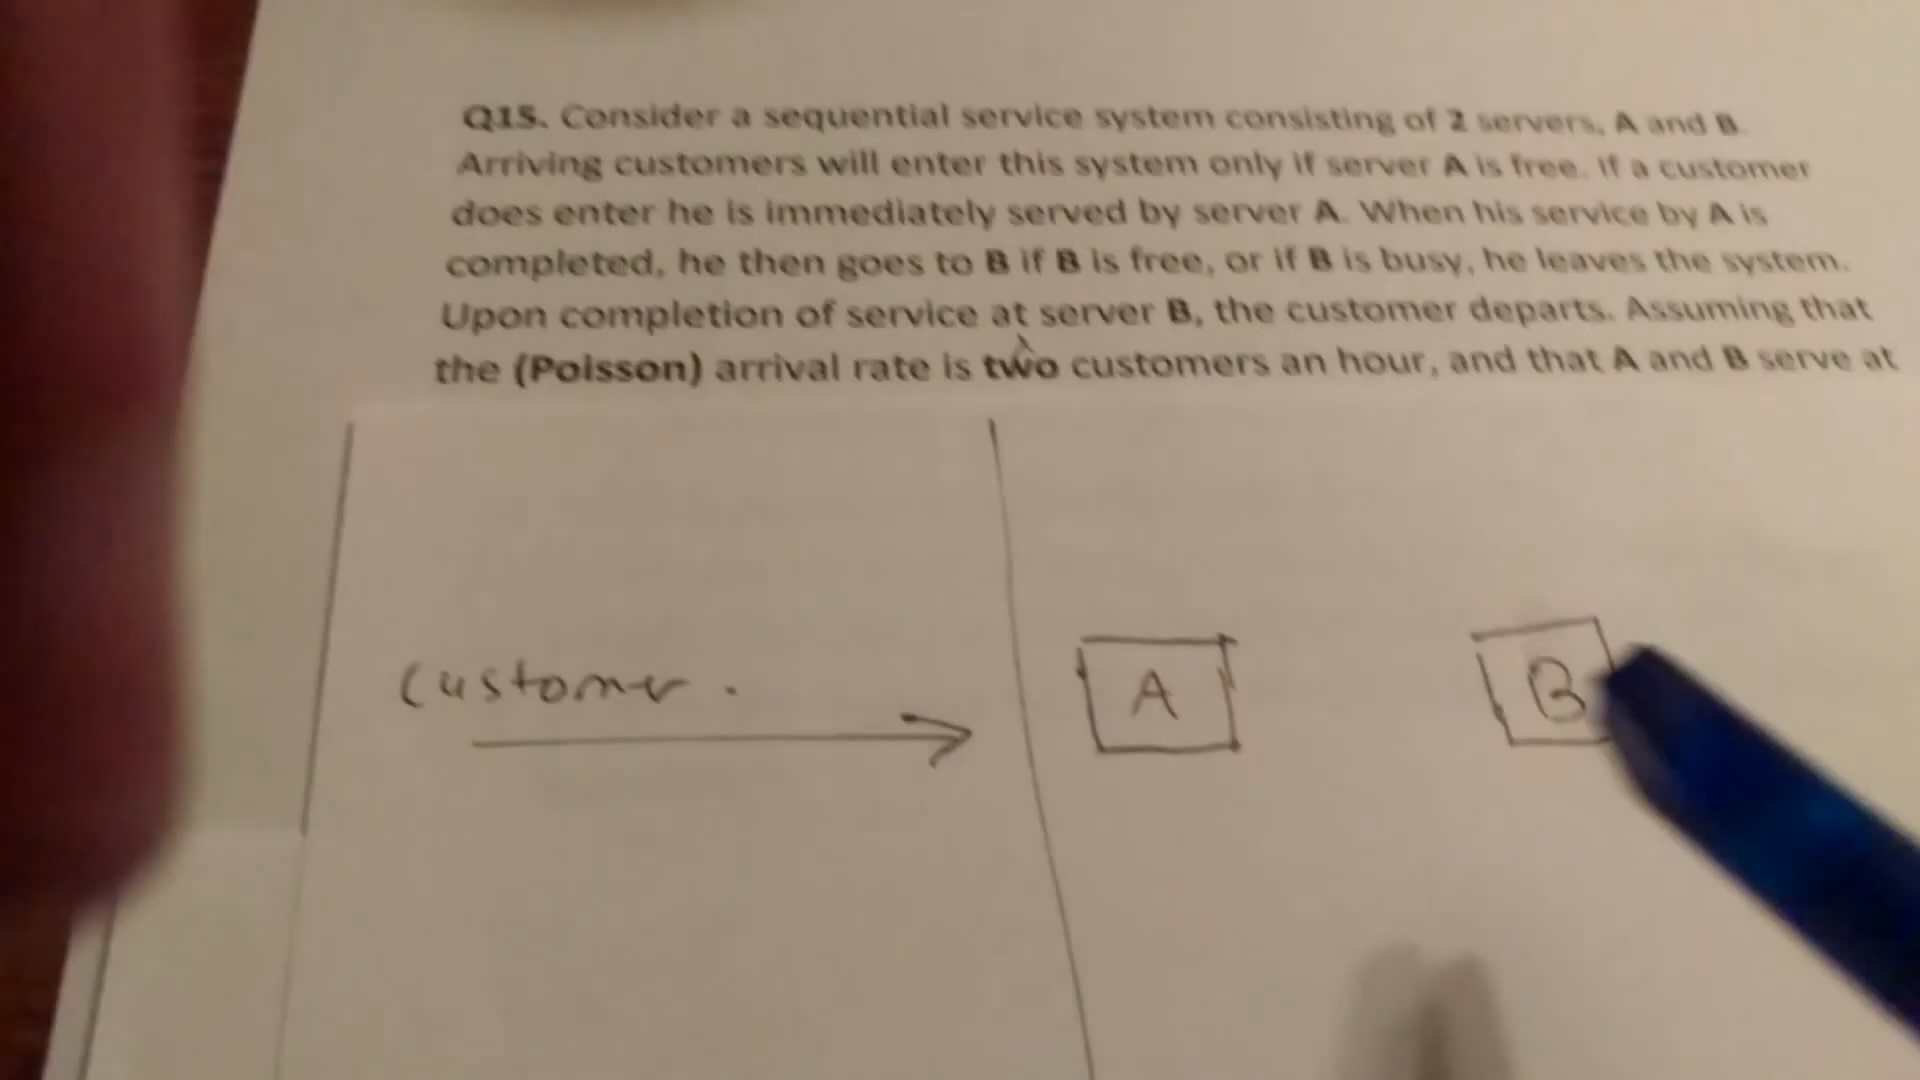 Q15. Consider a sequential service system consisting of 2 servers, A and B.
Arriving customers will enter this system only if server A is free. If a customer
does enter he is immediately served by server A. When his service by A is
completed, he then goes to B if B is free, or if B is busy, he leaves the system.
Upon completion of service at server B, the customer departs. Assuming that
λ
the (Poisson) arrival rate is two customers an hour, and that A and B serve at
Customer.
A
B